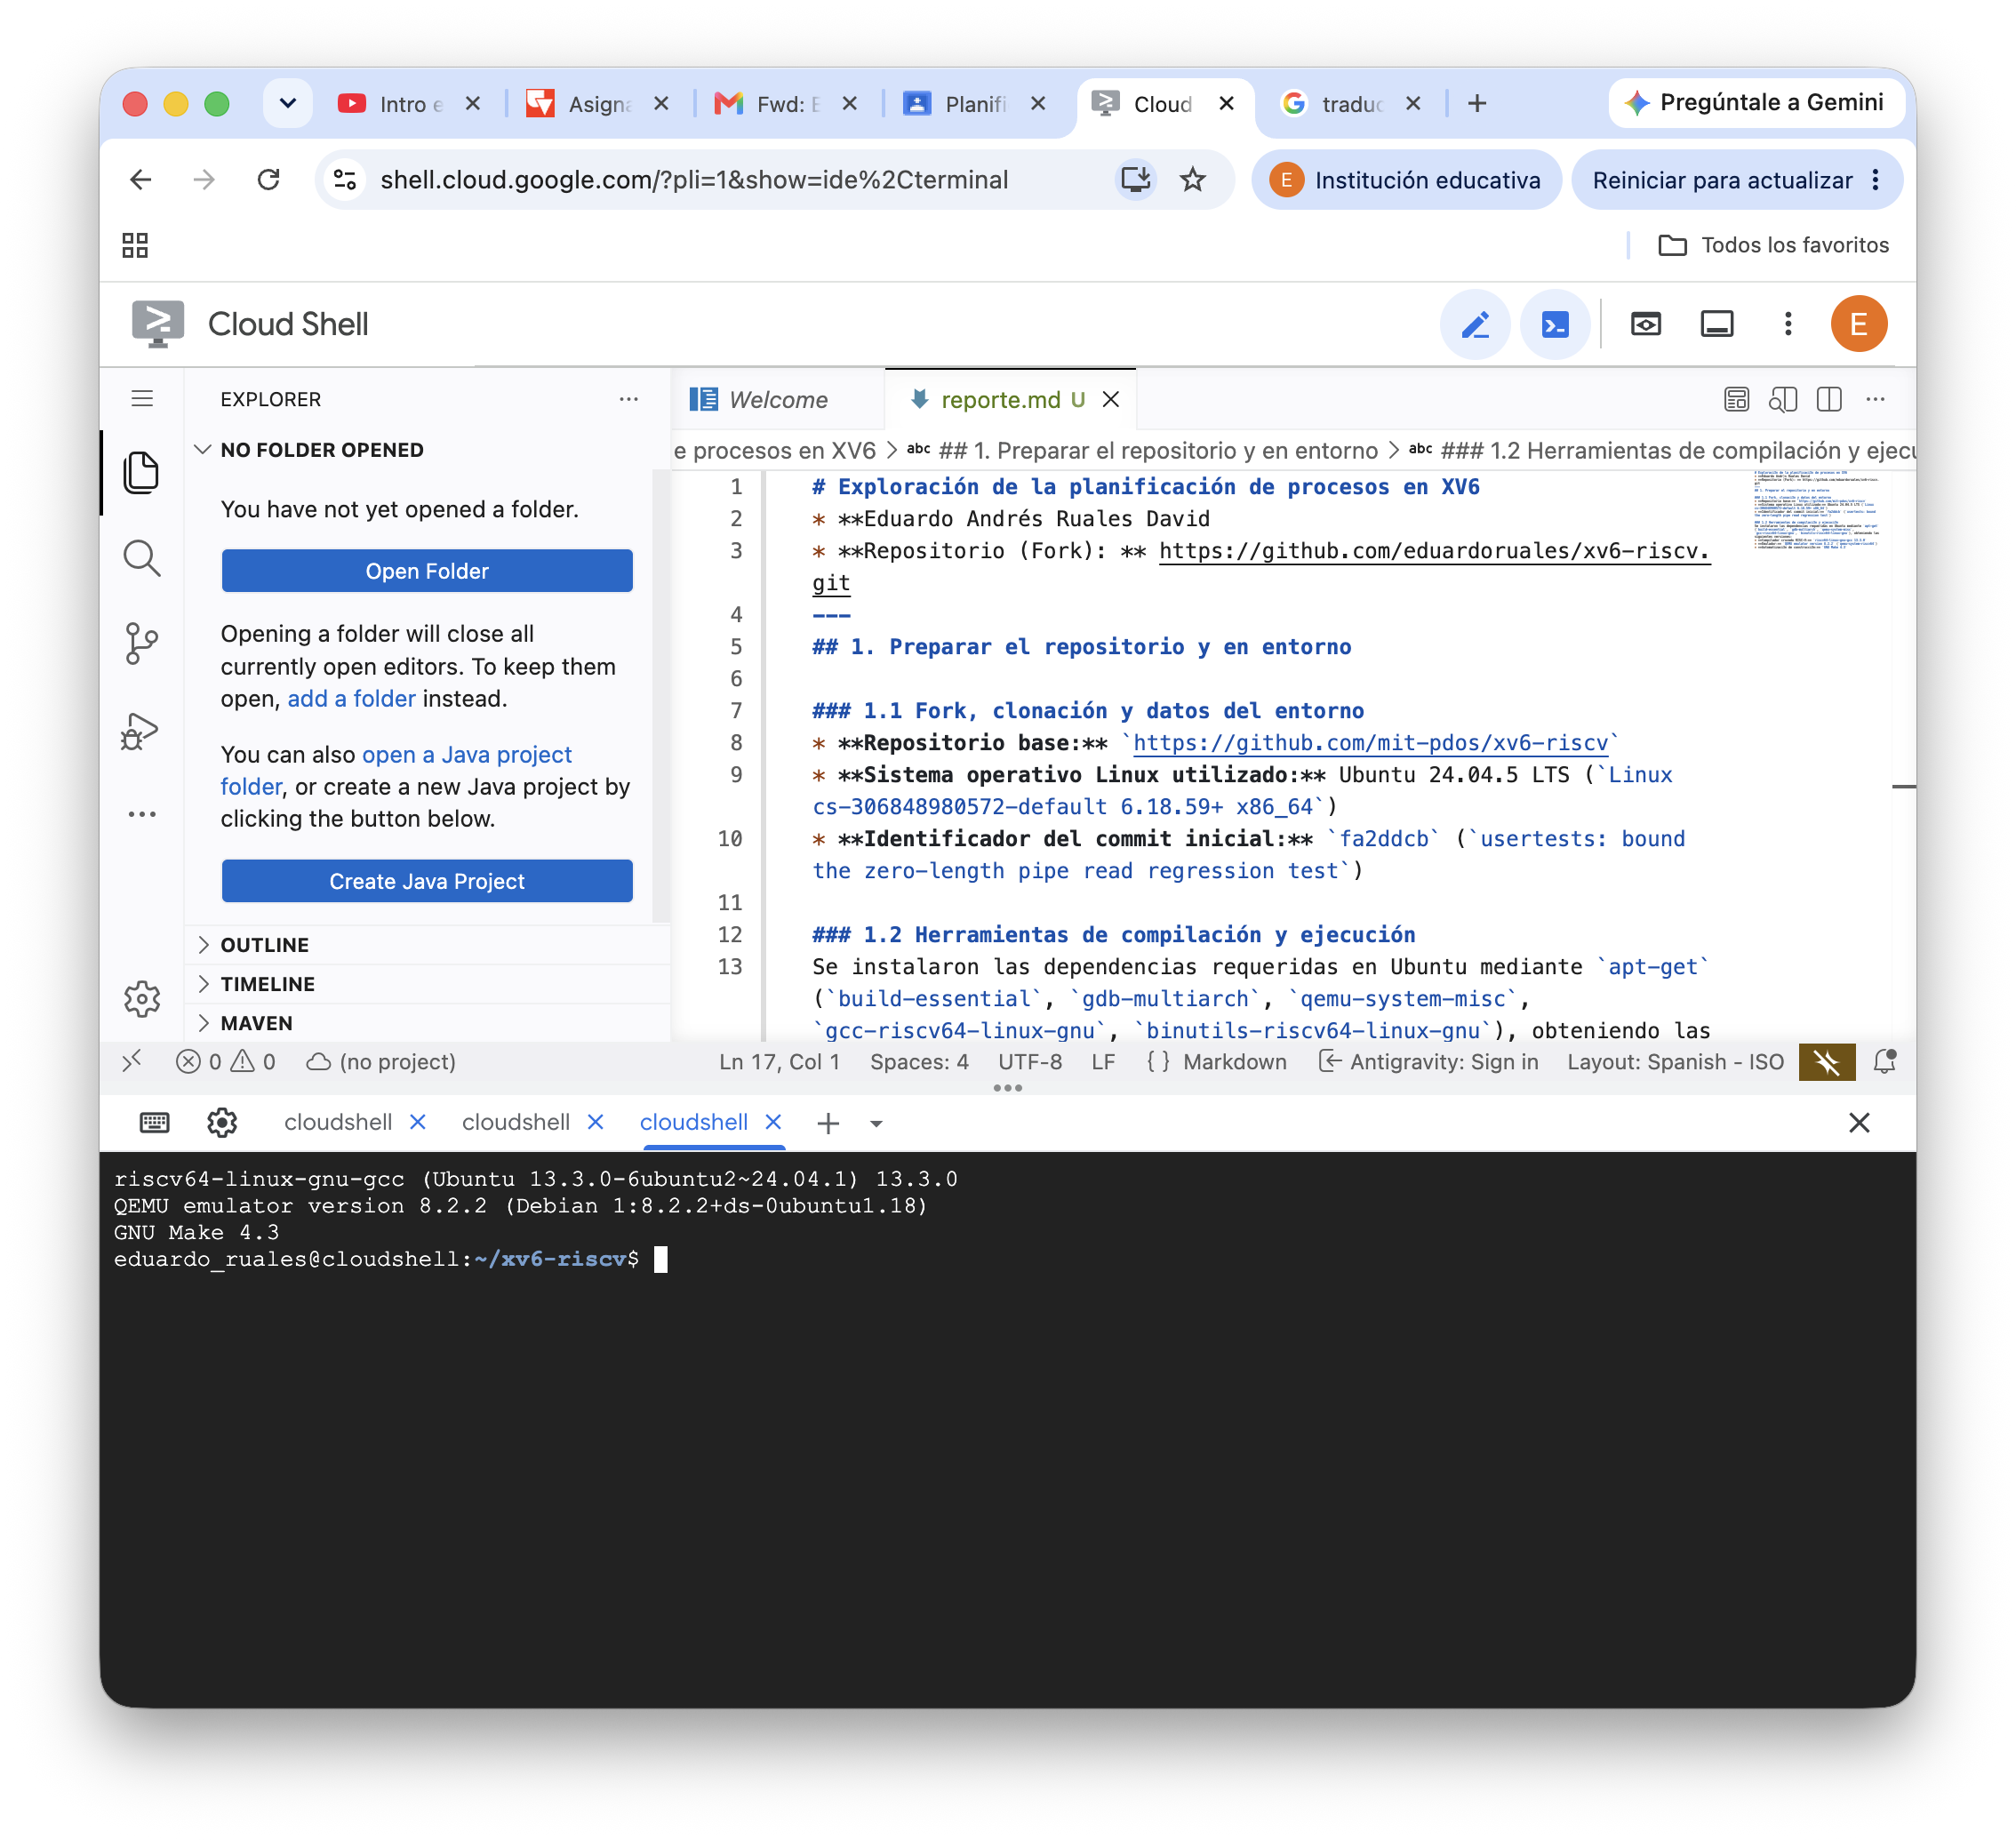 Intro e
Asigna
Fwd: E
Planifi
Cloud
traduc
Pregúntale a Gemini
shell.cloud.google.com/?pli=1&show=ide%2Cterminal
E Institución educativa
Reiniciar para actualizar
Todos los favoritos
Cloud Shell
E
EXPLORER
NO FOLDER OPENED
You have not yet opened a folder.
Open Folder
Opening a folder will close all
currently open editors. To keep them
open, add a folder instead.
You can also open a Java project
folder, or create a new Java project by
clicking the button below.
Create Java Project
OUTLINE
TIMELINE
MAVEN
Welcome
reporte.md U
e procesos en XV6 > abc ## 1. Preparar el repositorio y en entorno > abc ### 1.2 Herramientas de compilación y ejecu
1 # Exploración de la planificación de procesos en XV6
2 * **Eduardo Andrés Ruales David
3 * **Repositorio (Fork): ** https://github.com/eduardoruales/xv6-riscv.
git
4 ---
5 ## 1. Preparar el repositorio y en entorno
6
7 ### 1.1 Fork, clonación y datos del entorno
8 * **Repositorio base:** `https://github.com/mit-pdos/xv6-riscv`
9 * **Sistema operativo Linux utilizado:** Ubuntu 24.04.5 LTS (`Linux
cs-306848980572-default 6.18.59+ x86_64`)
10 * **Identificador del commit inicial:** `fa2ddcb` (`usertests: bound
the zero-length pipe read regression test`)
11
12 ### 1.2 Herramientas de compilación y ejecución
13 Se instalaron las dependencias requeridas en Ubuntu mediante `apt-get`
(`build-essential`, `gdb-multiarch`, `qemu-system-misc`,
`gcc-riscv64-linux-gnu`, `binutils-riscv64-linux-gnu`), obteniendo las
0 0 (no project)
Ln 17, Col 1 Spaces: 4 UTF-8 LF {} Markdown Antigravity: Sign in Layout: Spanish - ISO
cloudshell
cloudshell
cloudshell
riscv64-linux-gnu-gcc (Ubuntu 13.3.0-6ubuntu2~24.04.1) 13.3.0
QEMU emulator version 8.2.2 (Debian 1:8.2.2+ds-0ubuntu1.18)
GNU Make 4.3
eduardo_ruales@cloudshell:~/xv6-riscv$